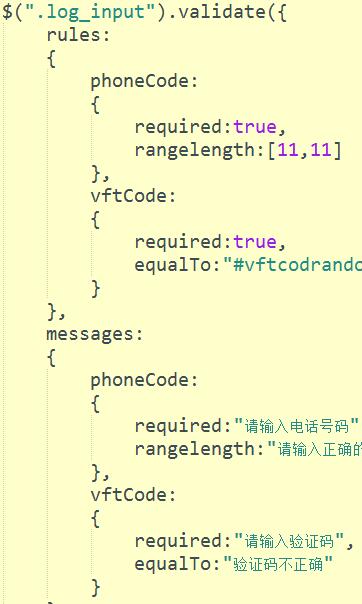 $(".log_input").validate({
rules:
{
phoneCode:
{
required:true,
rangelength:[11,11]
},
vftCode:
{
required:true,
equalTo:"#vftcodrando
}
},
messages:
{
phoneCode:
{
required:"请输入电话号码"
rangelength:"请输入正确的
},
vftCode:
{
required:"请输入验证码",
equalTo:"验证码不正确"
}